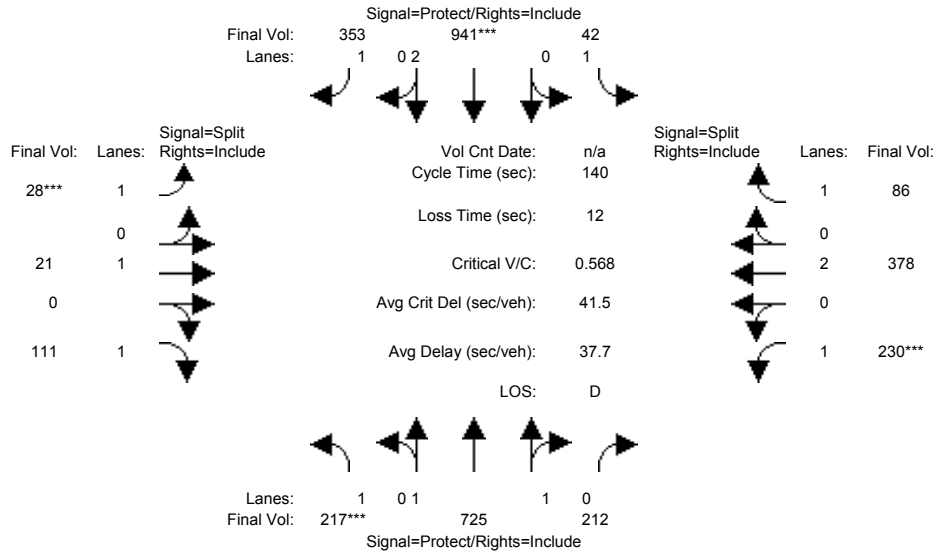 Signal=Protect/Rights=Include
Final Vol: 353 941*** 42
Lanes: 1 0 2 0 1
Signal=Split Signal=Split
Final Vol: Lanes: Rights=Include Vol Cnt Date: n/a Rights=Include Lanes: Final Vol:
Cycle Time (sec): 140
28*** 1 1 86
Loss Time (sec): 12
0 0
21 1 Critical V/C: 0.568 2 378
0 Avg Crit Del (sec/veh): 41.5 0
111 1 Avg Delay (sec/veh): 37.7 1 230***
LOS: D
Lanes: 1 0 1 1 0
Final Vol: 217*** 725 212
Signal=Protect/Rights=Include